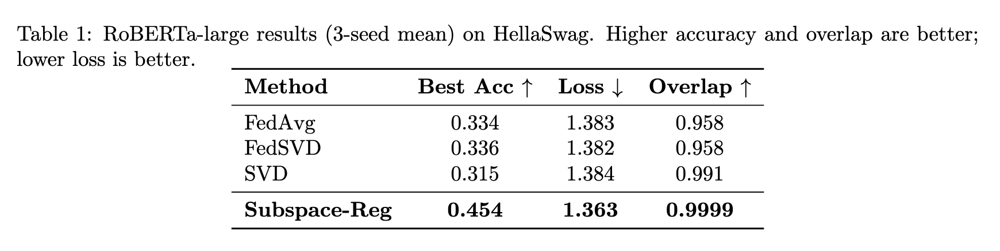 Table 1: RoBERTa-large results (3-seed mean) on HellaSwag. Higher accuracy and overlap are better;
lower loss is better.
Method Best Acc ↑ Loss ↓ Overlap ↑
FedAvg 0.334 1.383 0.958
FedSVD 0.336 1.382 0.958
SVD 0.315 1.384 0.991
Subspace-Reg 0.454 1.363 0.9999